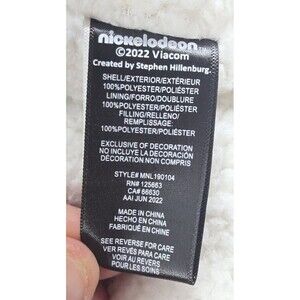 nickelodeon™
©2022 Viacom
Created by Stephen Hillenburg.
SHELL/EXTERIOR/EXTÉRIEUR
100%POLYESTER/POLIÉSTER
LINING/FORRO/DOUBLURE
100%POLYESTER/POLIÉSTER
FILLING/RELLENO/
REMPLISSAGE:
100%POLYESTER/POLIÉSTER
EXCLUSIVE OF DECORATION
NO INCLUYE LA DECORACIÓN
DÉCORATION NON COMPRIS
STYLE# MNL190104
RN# 125663
CA# 66630
AAI JUN 2022
MADE IN CHINA
HECHO EN CHINA
FABRIQUÉ EN CHINE
SEE REVERSE FOR CARE
VER REVÉS PARA CARO
VOIR AU REVERS
POUR LES SOINS